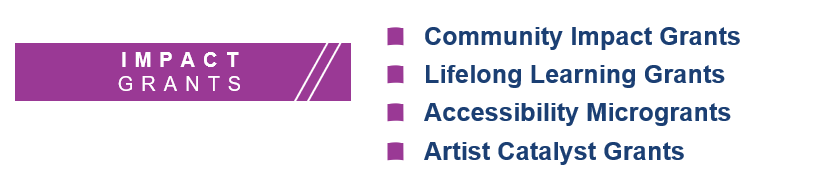 IMPACT
GRANTS
Community Impact Grants
Lifelong Learning Grants
Accessibility Microgrants
Artist Catalyst Grants